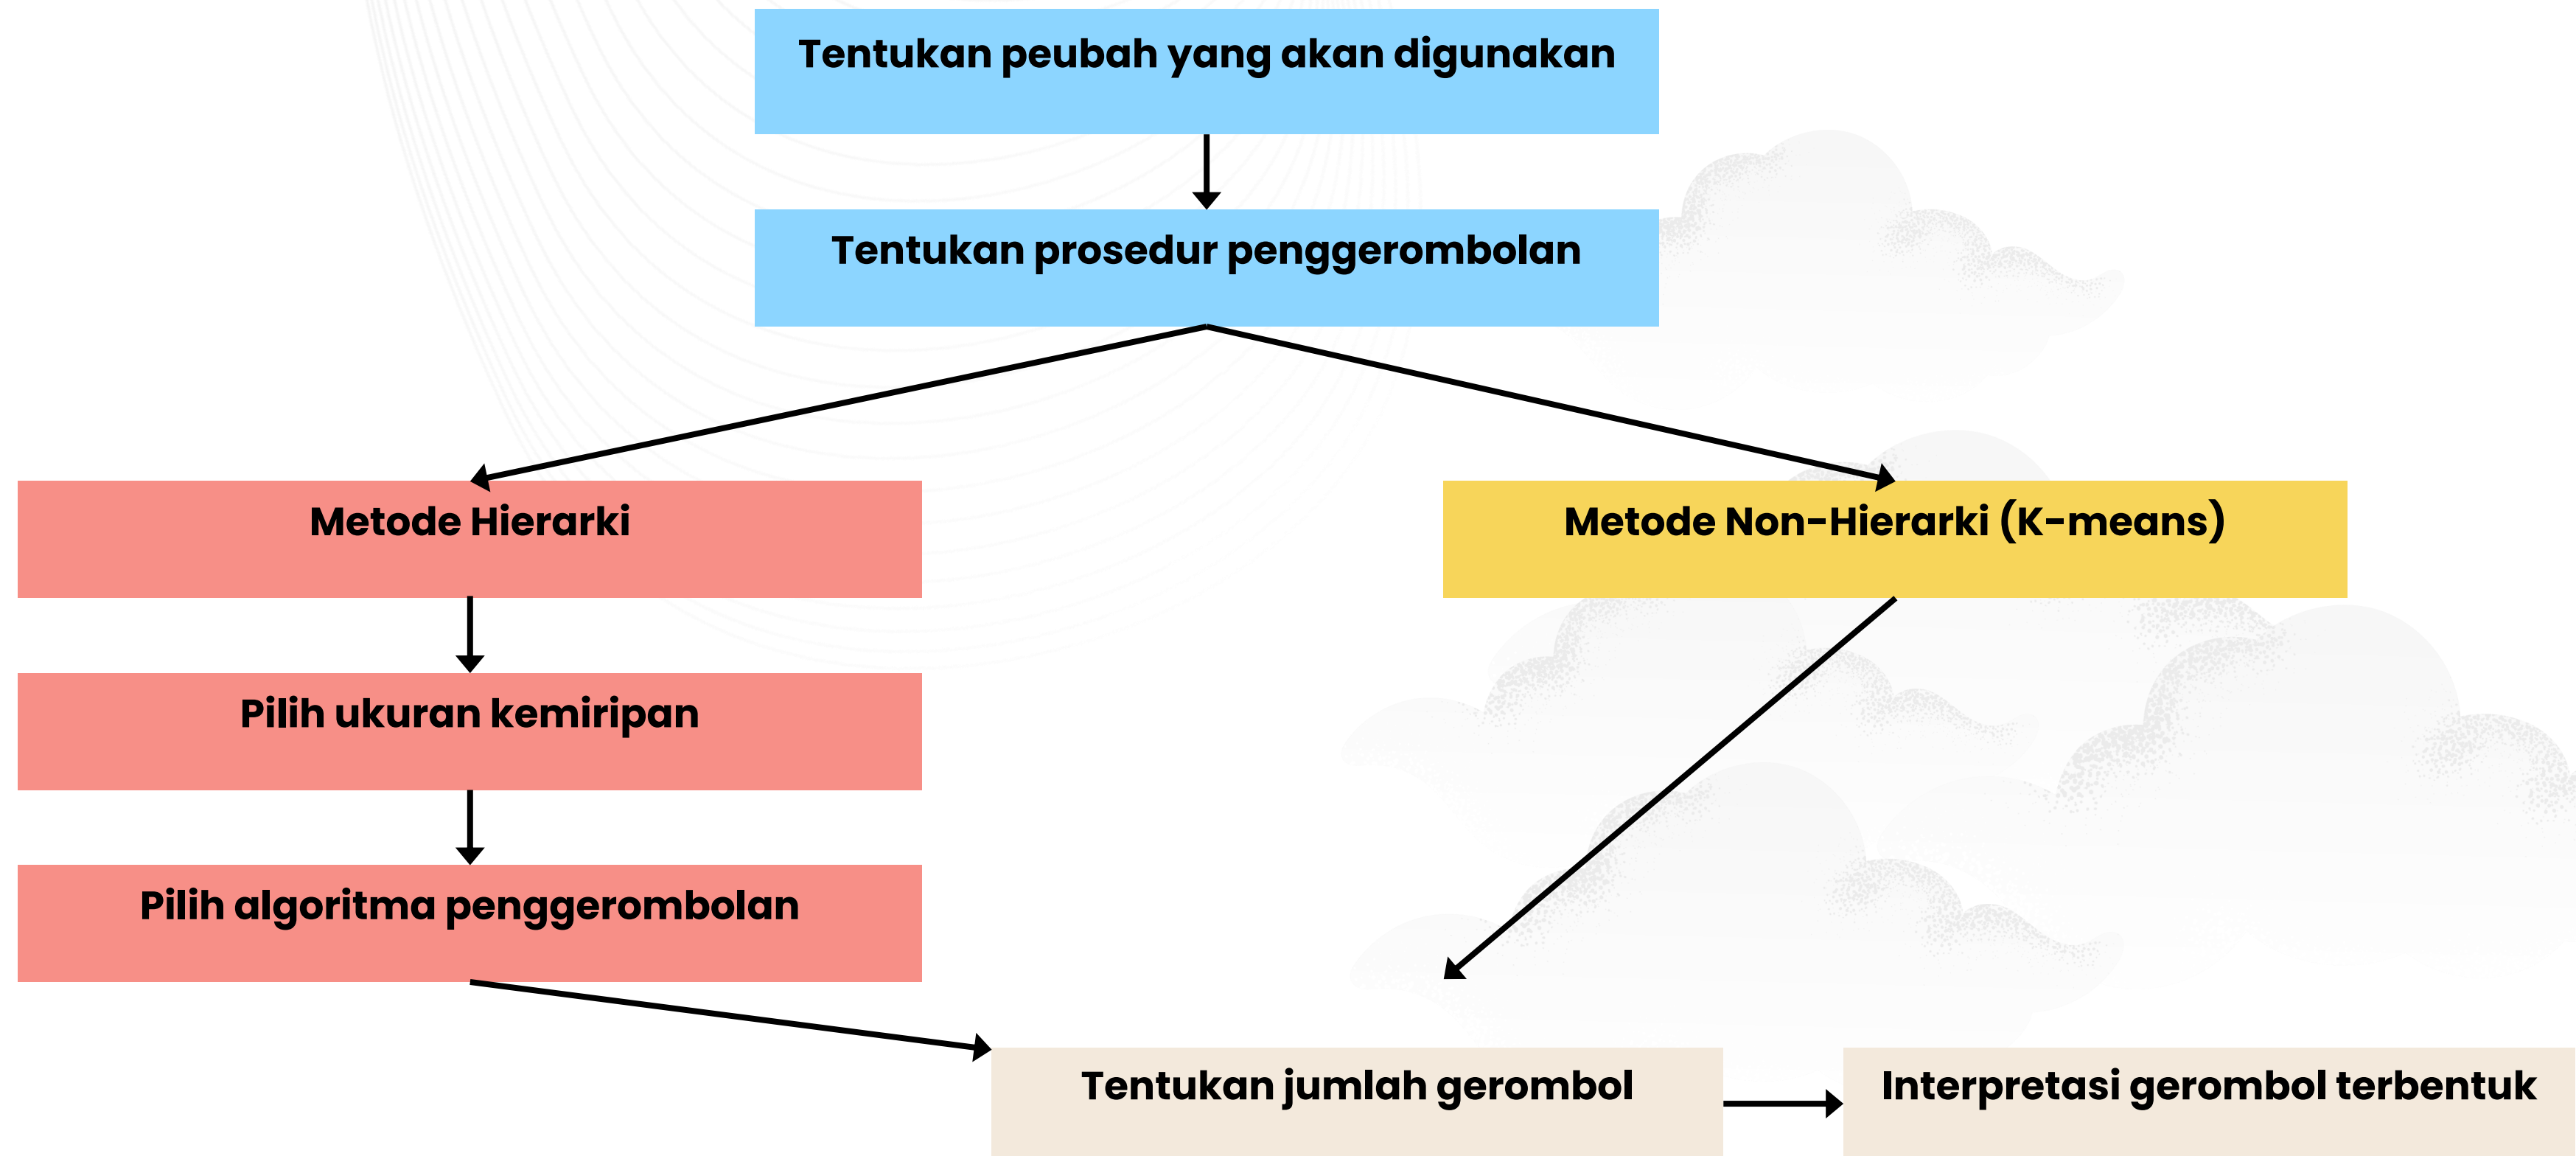 Tentukan peubah yang akan digunakan
Tentukan prosedur penggerombolan
Metode Hierarki
Metode Non-Hierarki (K-means)
Pilih ukuran kemiripan
Pilih algoritma penggerombolan
Tentukan jumlah gerombol
Interpretasi gerombol terbentuk